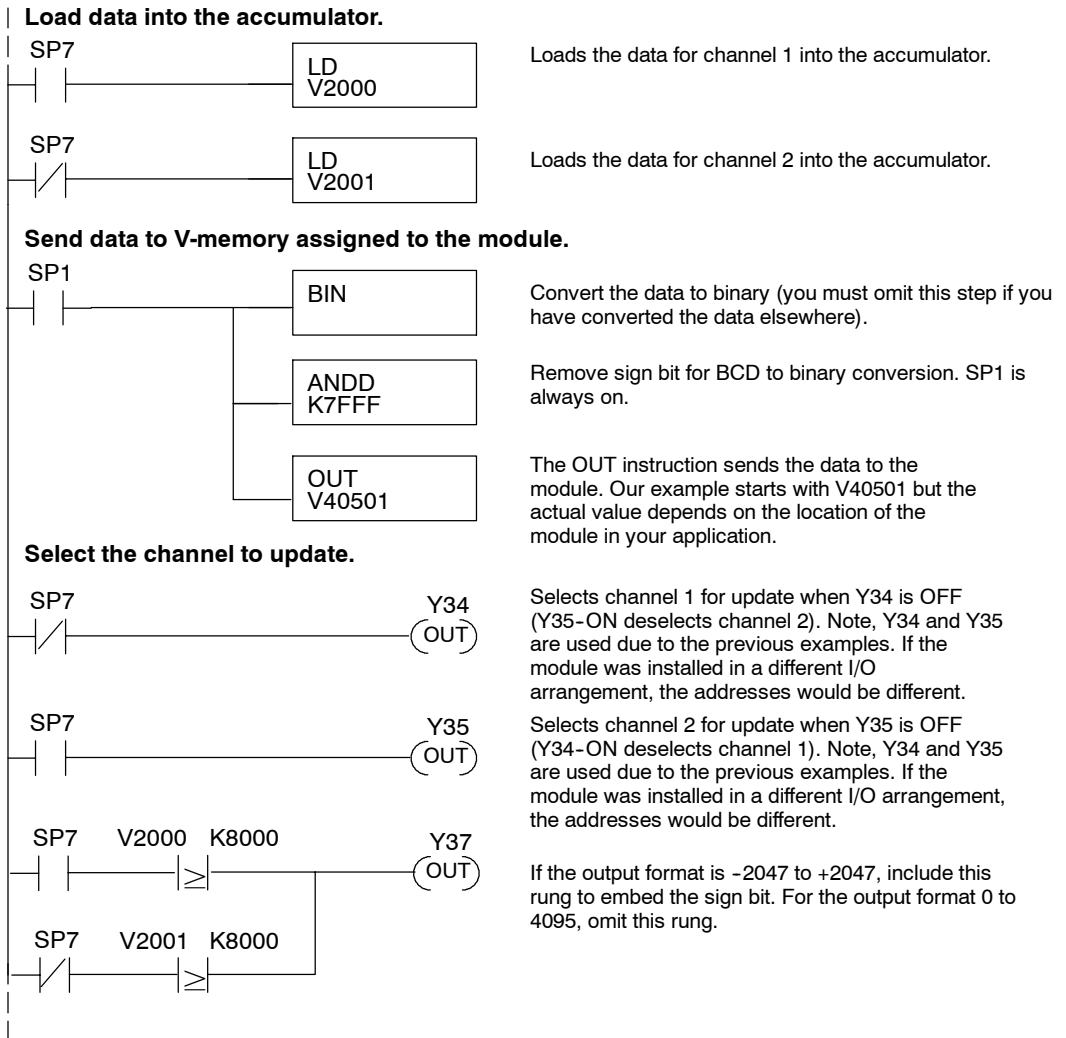 Load data into the accumulator.
SP7
LD
V2000
Loads the data for channel 1 into the accumulator.
SP7
LD
V2001
Loads the data for channel 2 into the accumulator.
Send data to V-memory assigned to the module.
SP1
BIN
Convert the data to binary (you must omit this step if you
have converted the data elsewhere).
ANDD
K7FFF
Remove sign bit for BCD to binary conversion. SP1 is
always on.
OUT
V40501
The OUT instruction sends the data to the
module. Our example starts with V40501 but the
actual value depends on the location of the
module in your application.
Select the channel to update.
SP7
Y34
OUT
Selects channel 1 for update when Y34 is OFF
(Y35-ON deselects channel 2). Note, Y34 and Y35
are used due to the previous examples. If the
module was installed in a different I/O
arrangement, the addresses would be different.
SP7
Y35
OUT
Selects channel 2 for update when Y35 is OFF
(Y34-ON deselects channel 1). Note, Y34 and Y35
are used due to the previous examples. If the
module was installed in a different I/O arrangement,
the addresses would be different.
SP7 V2000 K8000 Y37
≥ OUT
If the output format is -2047 to +2047, include this
rung to embed the sign bit. For the output format 0 to
4095, omit this rung.
SP7 V2001 K8000
≥